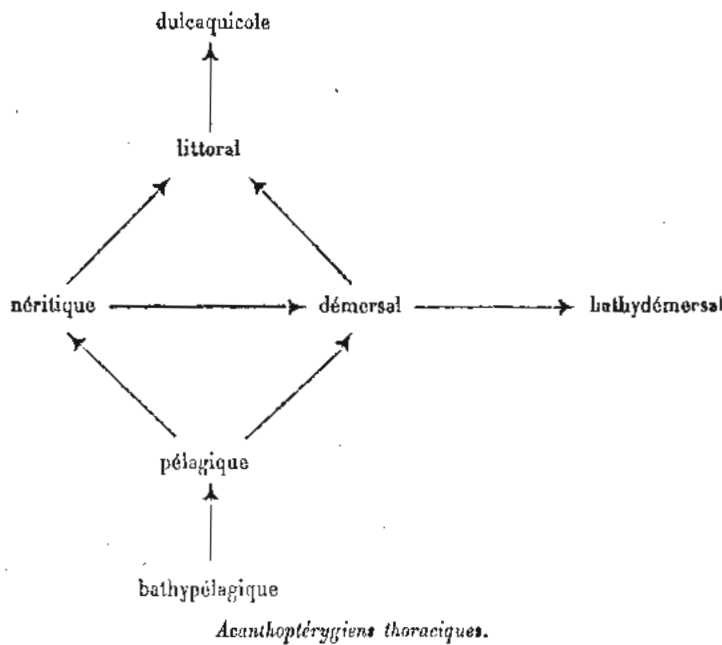 dulcaquicole
littoral
néritique démersal bathydémersal
pélagique
bathypélagique
Acanthoptérygiens thoraciques.